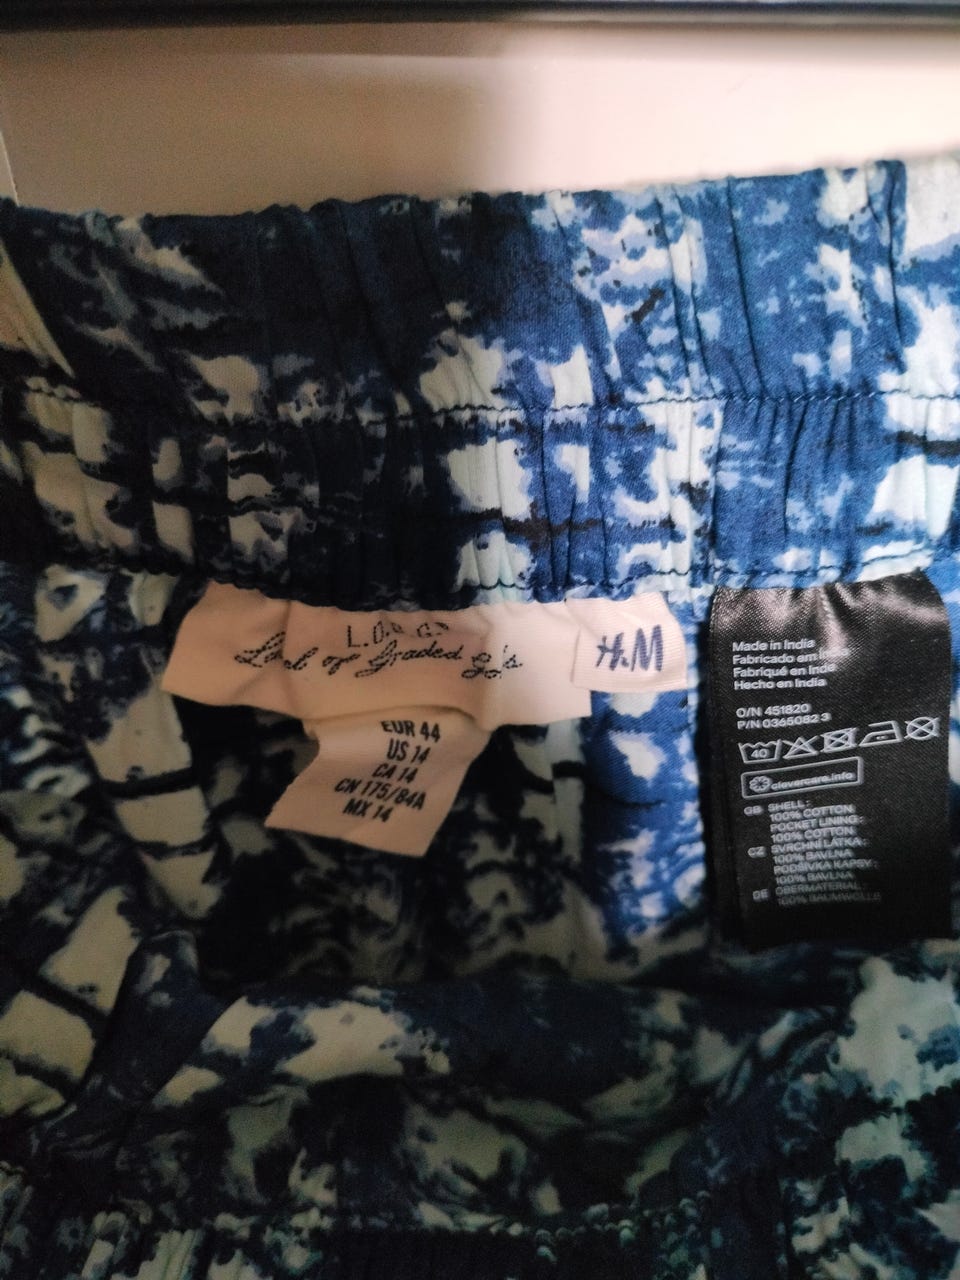 L.O.G.G.
Label of Graded Goods
H&M
EUR 44
US 14
CA 14
CN 175/84A
MX 14
Made in India
Fabricado em India
Fabriqué en Inde
Hecho en India
O/N 451820
P/N 0365082 3
40
clevercare.info
GB SHELL:
100% COTTON
POCKET LINING:
100% COTTON
CZ SVRCHNÍ LÁTKA:
100% BAVLNA
PODŠÍVKA KAPSY:
100% BAVLNA
DE OBERMATERIAL:
100% BAUMWOLLE